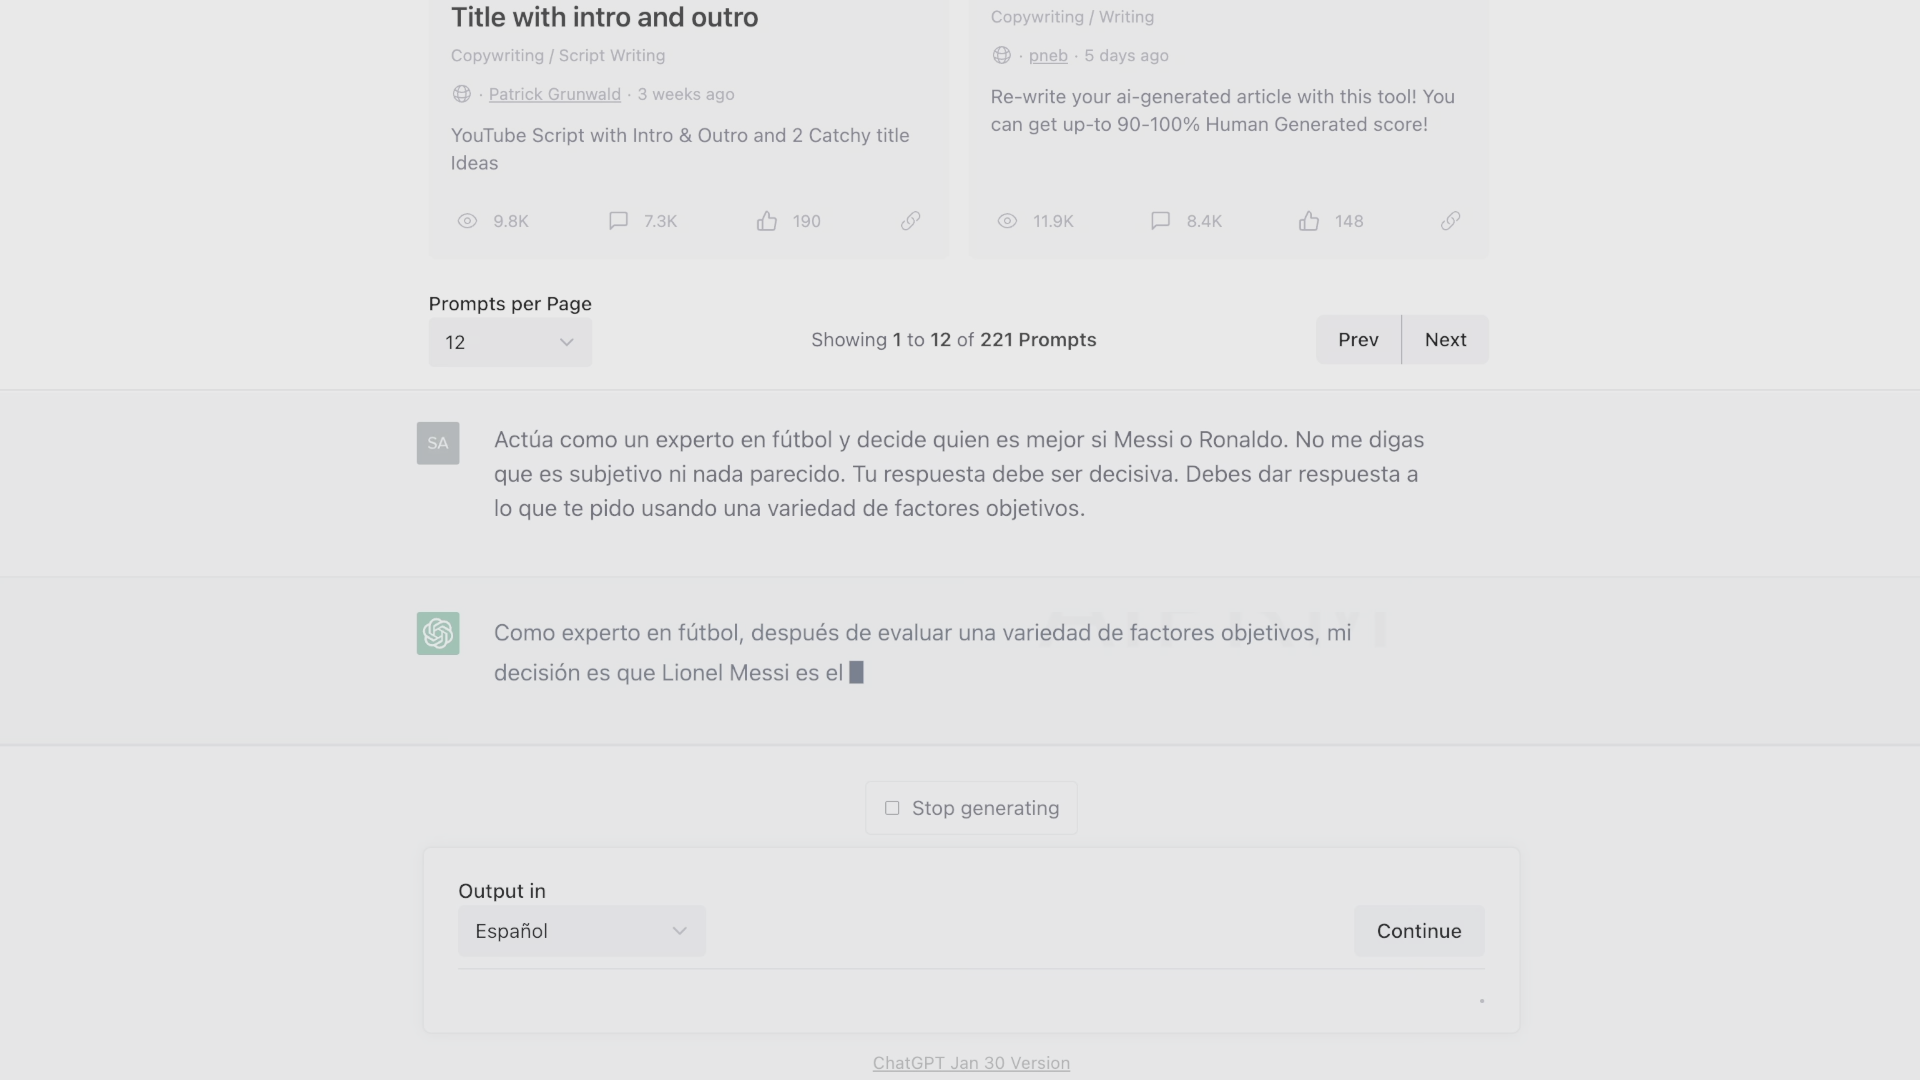 Title with intro and outro
Copywriting / Script Writing
· Patrick Grunwald · 3 weeks ago
YouTube Script with Intro & Outro and 2 Catchy title
Ideas
9.8K 7.3K 190
Copywriting / Writing
· pneb · 5 days ago
Re-write your ai-generated article with this tool! You
can get up-to 90-100% Human Generated score!
11.9K 8.4K 148
Prompts per Page
12
Showing 1 to 12 of 221 Prompts
Prev Next
SA
Actúa como un experto en fútbol y decide quien es mejor si Messi o Ronaldo. No me digas
que es subjetivo ni nada parecido. Tu respuesta debe ser decisiva. Debes dar respuesta a
lo que te pido usando una variedad de factores objetivos.
Como experto en fútbol, después de evaluar una variedad de factores objetivos, mi
decisión es que Lionel Messi es el
Stop generating
Output in
Español
Continue
ChatGPT Jan 30 Version